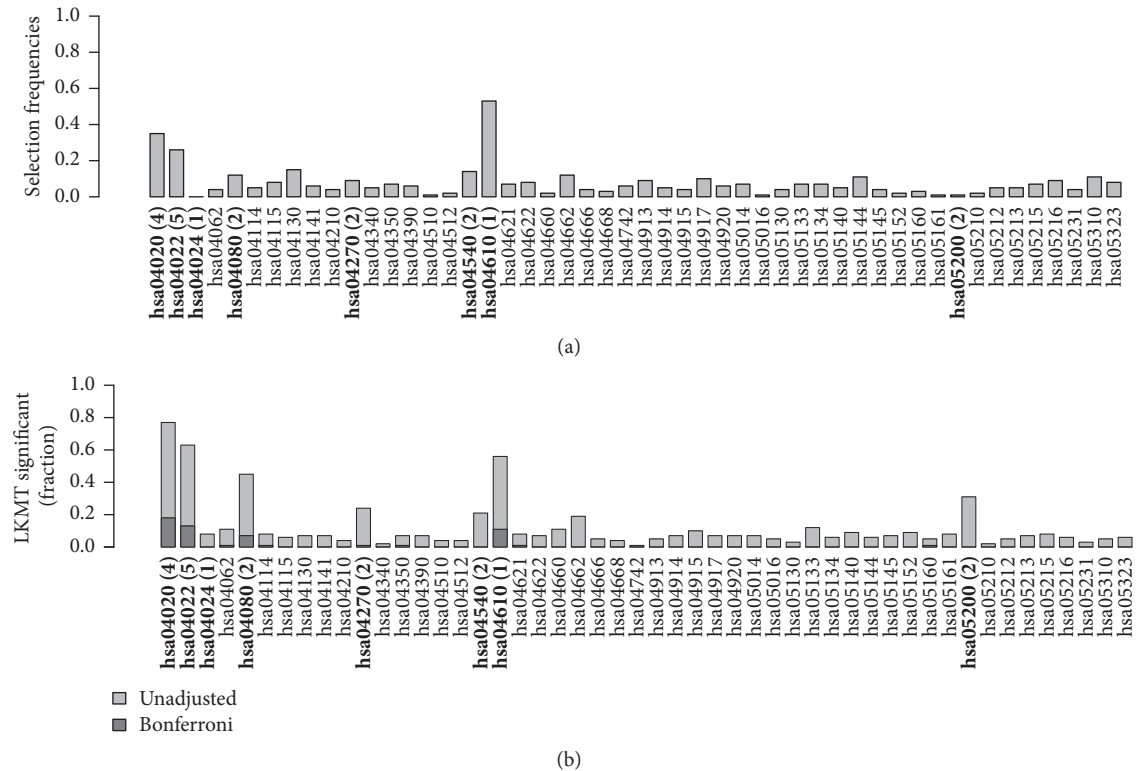 1.0
0.8
0.6
0.4
0.2
0.0
Selection frequencies
hsa04020 (4)
hsa04022 (5)
hsa04024 (1)
hsa04062
hsa04080 (2)
hsa04114
hsa04115
hsa04130
hsa04141
hsa04210
hsa04270 (2)
hsa04340
hsa04350
hsa04390
hsa04510
hsa04512
hsa04540 (2)
hsa04610 (1)
hsa04621
hsa04622
hsa04660
hsa04662
hsa04666
hsa04668
hsa04742
hsa04913
hsa04914
hsa04915
hsa04917
hsa04920
hsa05014
hsa05016
hsa05130
hsa05133
hsa05134
hsa05140
hsa05144
hsa05145
hsa05152
hsa05160
hsa05161
hsa05200 (2)
hsa05210
hsa05212
hsa05213
hsa05215
hsa05216
hsa05231
hsa05310
hsa05323
(a)
1.0
0.8
0.6
0.4
0.2
0.0
LKMT significant
(fraction)
hsa04020 (4)
hsa04022 (5)
hsa04024 (1)
hsa04062
hsa04080 (2)
hsa04114
hsa04115
hsa04130
hsa04141
hsa04210
hsa04270 (2)
hsa04340
hsa04350
hsa04390
hsa04510
hsa04512
hsa04540 (2)
hsa04610 (1)
hsa04621
hsa04622
hsa04660
hsa04662
hsa04666
hsa04668
hsa04742
hsa04913
hsa04914
hsa04915
hsa04917
hsa04920
hsa05014
hsa05016
hsa05130
hsa05133
hsa05134
hsa05140
hsa05144
hsa05145
hsa05152
hsa05160
hsa05161
hsa05200 (2)
hsa05210
hsa05212
hsa05213
hsa05215
hsa05216
hsa05231
hsa05310
hsa05323
Unadjusted
Bonferroni
(b)